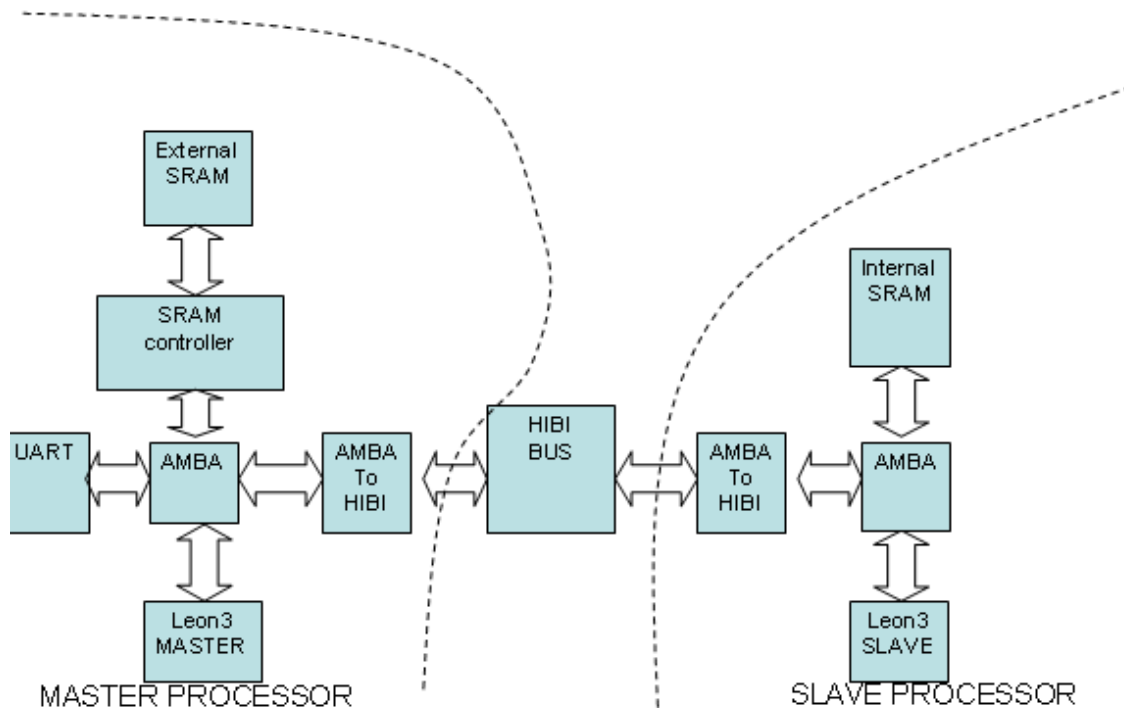 External
SRAM
SRAM
controller
UART
AMBA
AMBA
To
HIBI
HIBI
BUS
AMBA
To
HIBI
AMBA
Internal
SRAM
Leon3
MASTER
Leon3
SLAVE
MASTER PROCESSOR
SLAVE PROCESSOR